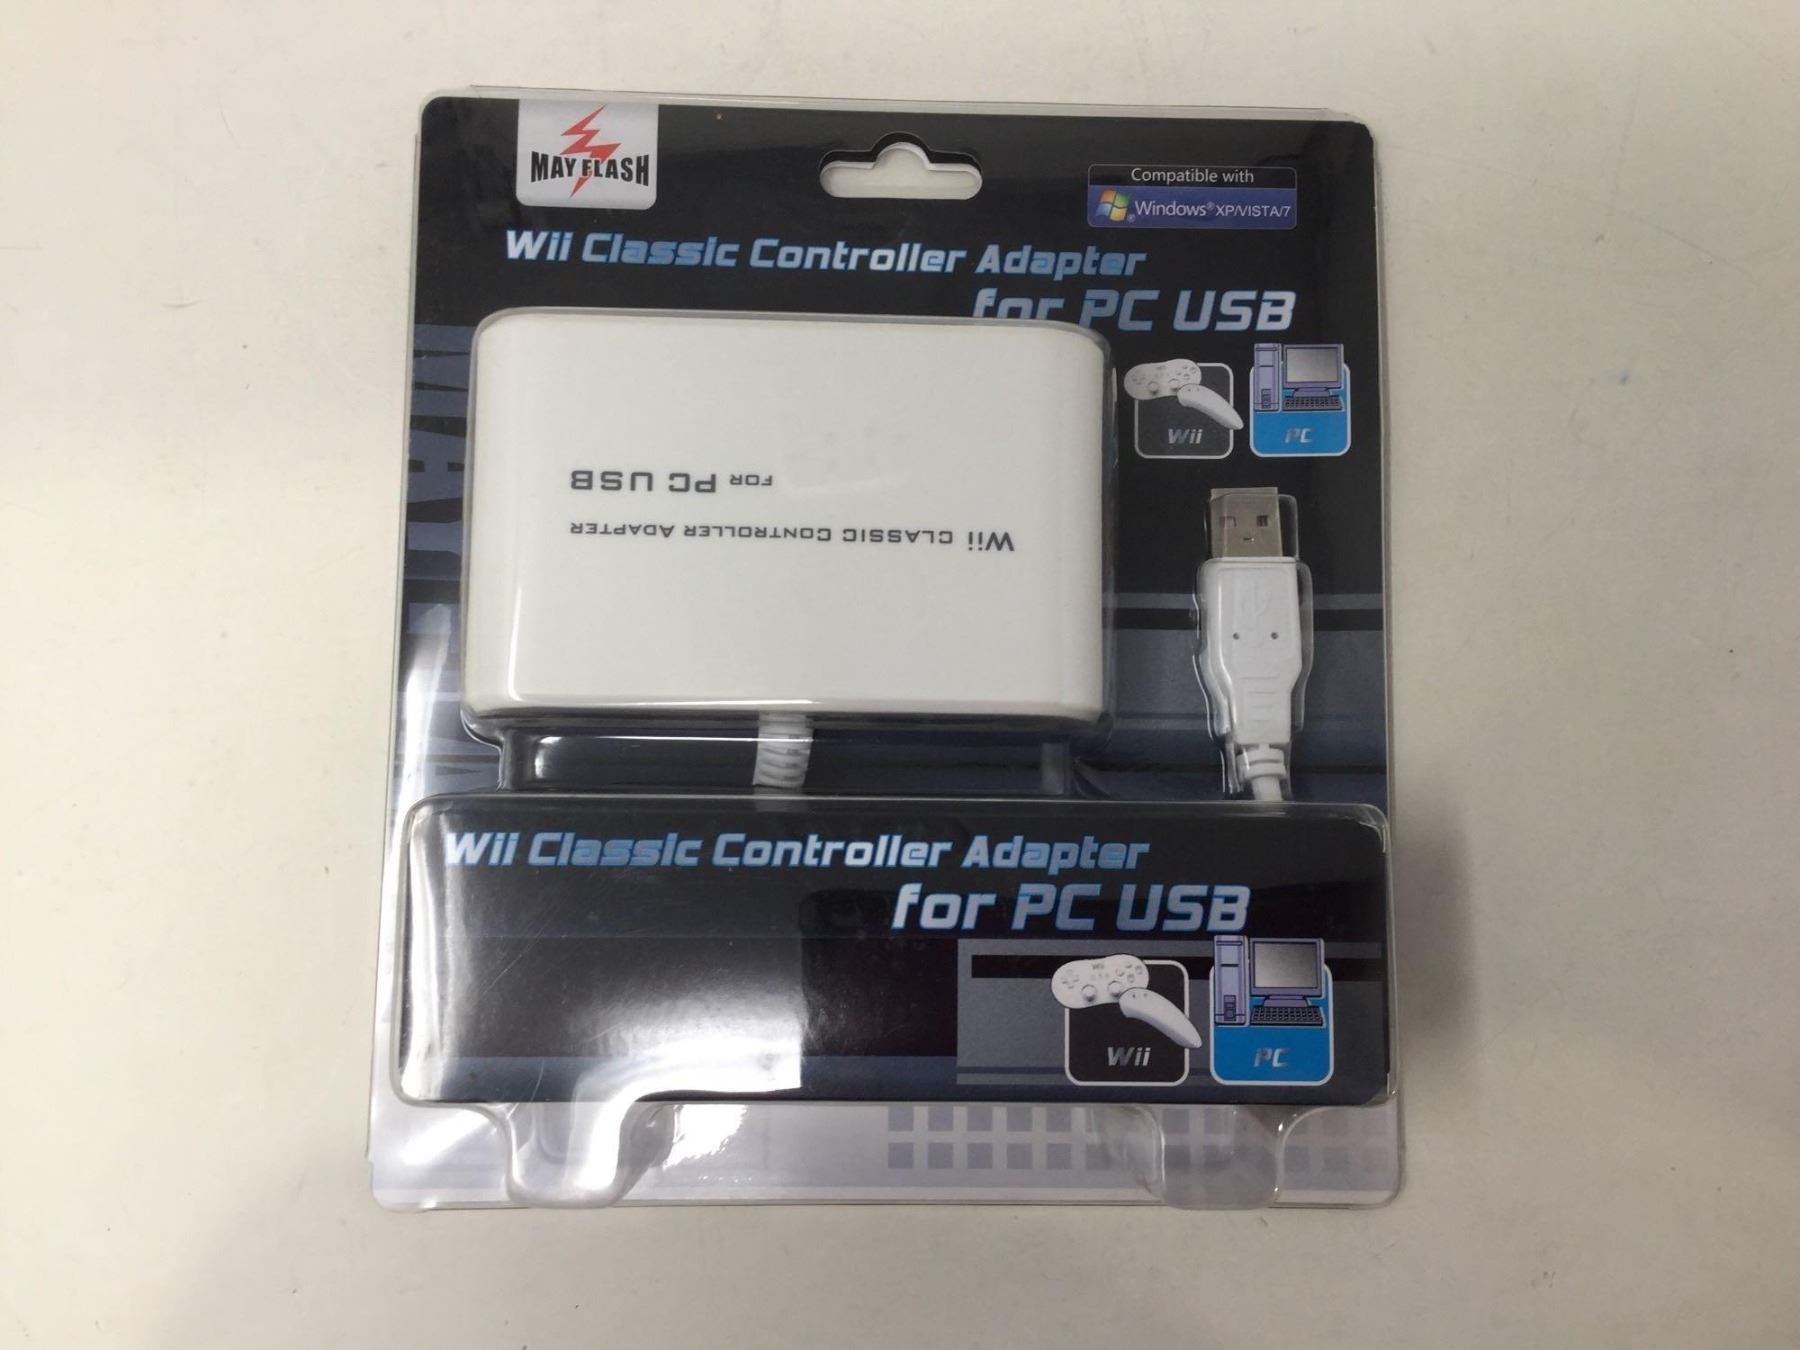 MAYFLASH
Compatible with
Windows® XP/VISTA/7
Wii Classic Controller Adapter
for PC USB
Wii
PC
Wii CLASSIC CONTROLLER ADAPTER
FOR PC USB
Wii Classic Controller Adapter
for PC USB
Wii
PC